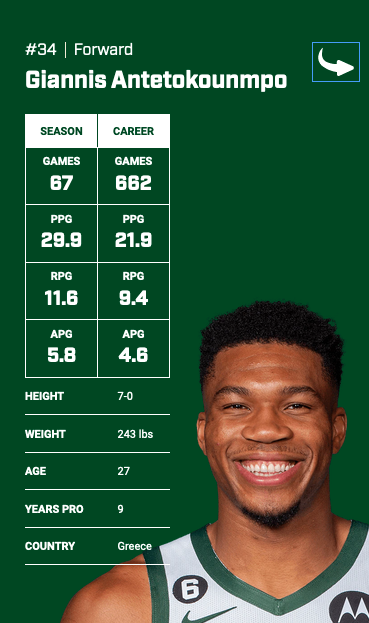 #34 | Forward
Giannis Antetokounmpo
SEASON CAREER
GAMES GAMES
67 662
PPG PPG
29.9 21.9
RPG RPG
11.6 9.4
APG APG
5.8 4.6
HEIGHT 7-0
WEIGHT 243 lbs
AGE 27
YEARS PRO 9
COUNTRY Greece
6